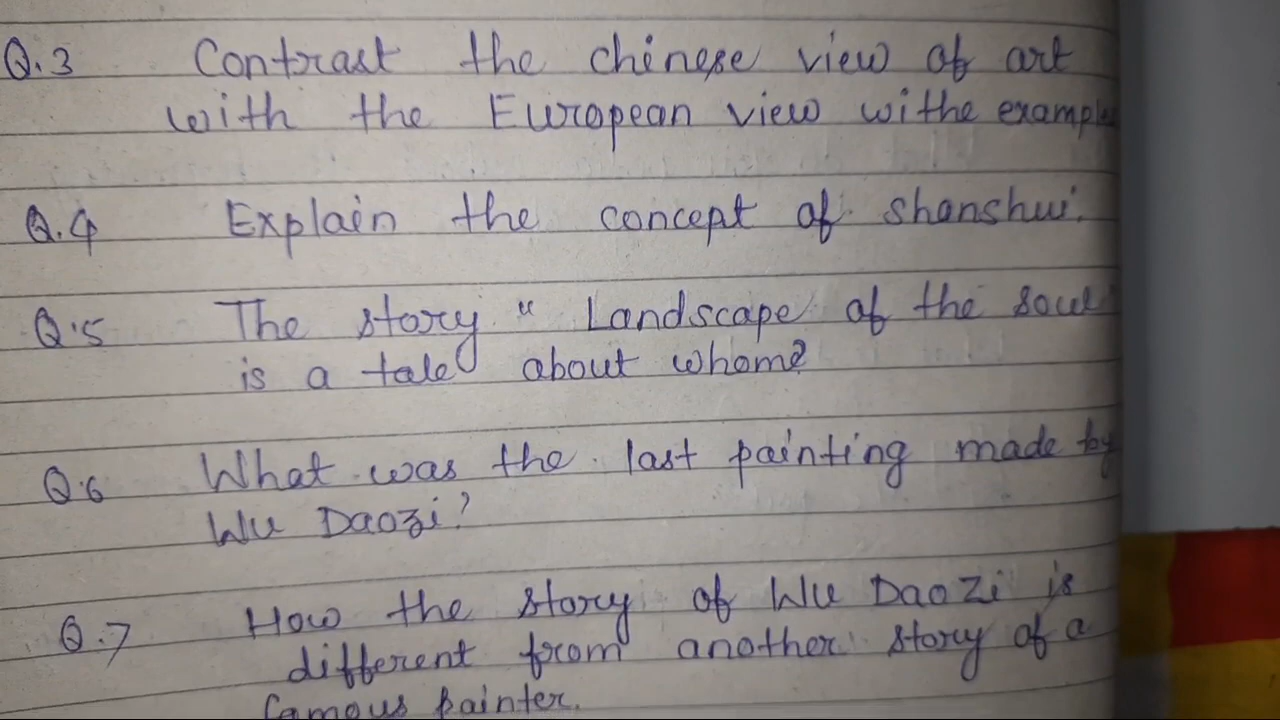 Q.3 Contrast the chinese view of art
with the European view withe example
Q.4 Explain the concept of shanshui.
Q.5 The story " Landscape of the soul
is a tale about whom?
Q.6 What was the last painting made by
Wu Daozi?
Q.7 How the story of Wu DaoZi is
different from another story of a
famous painter.